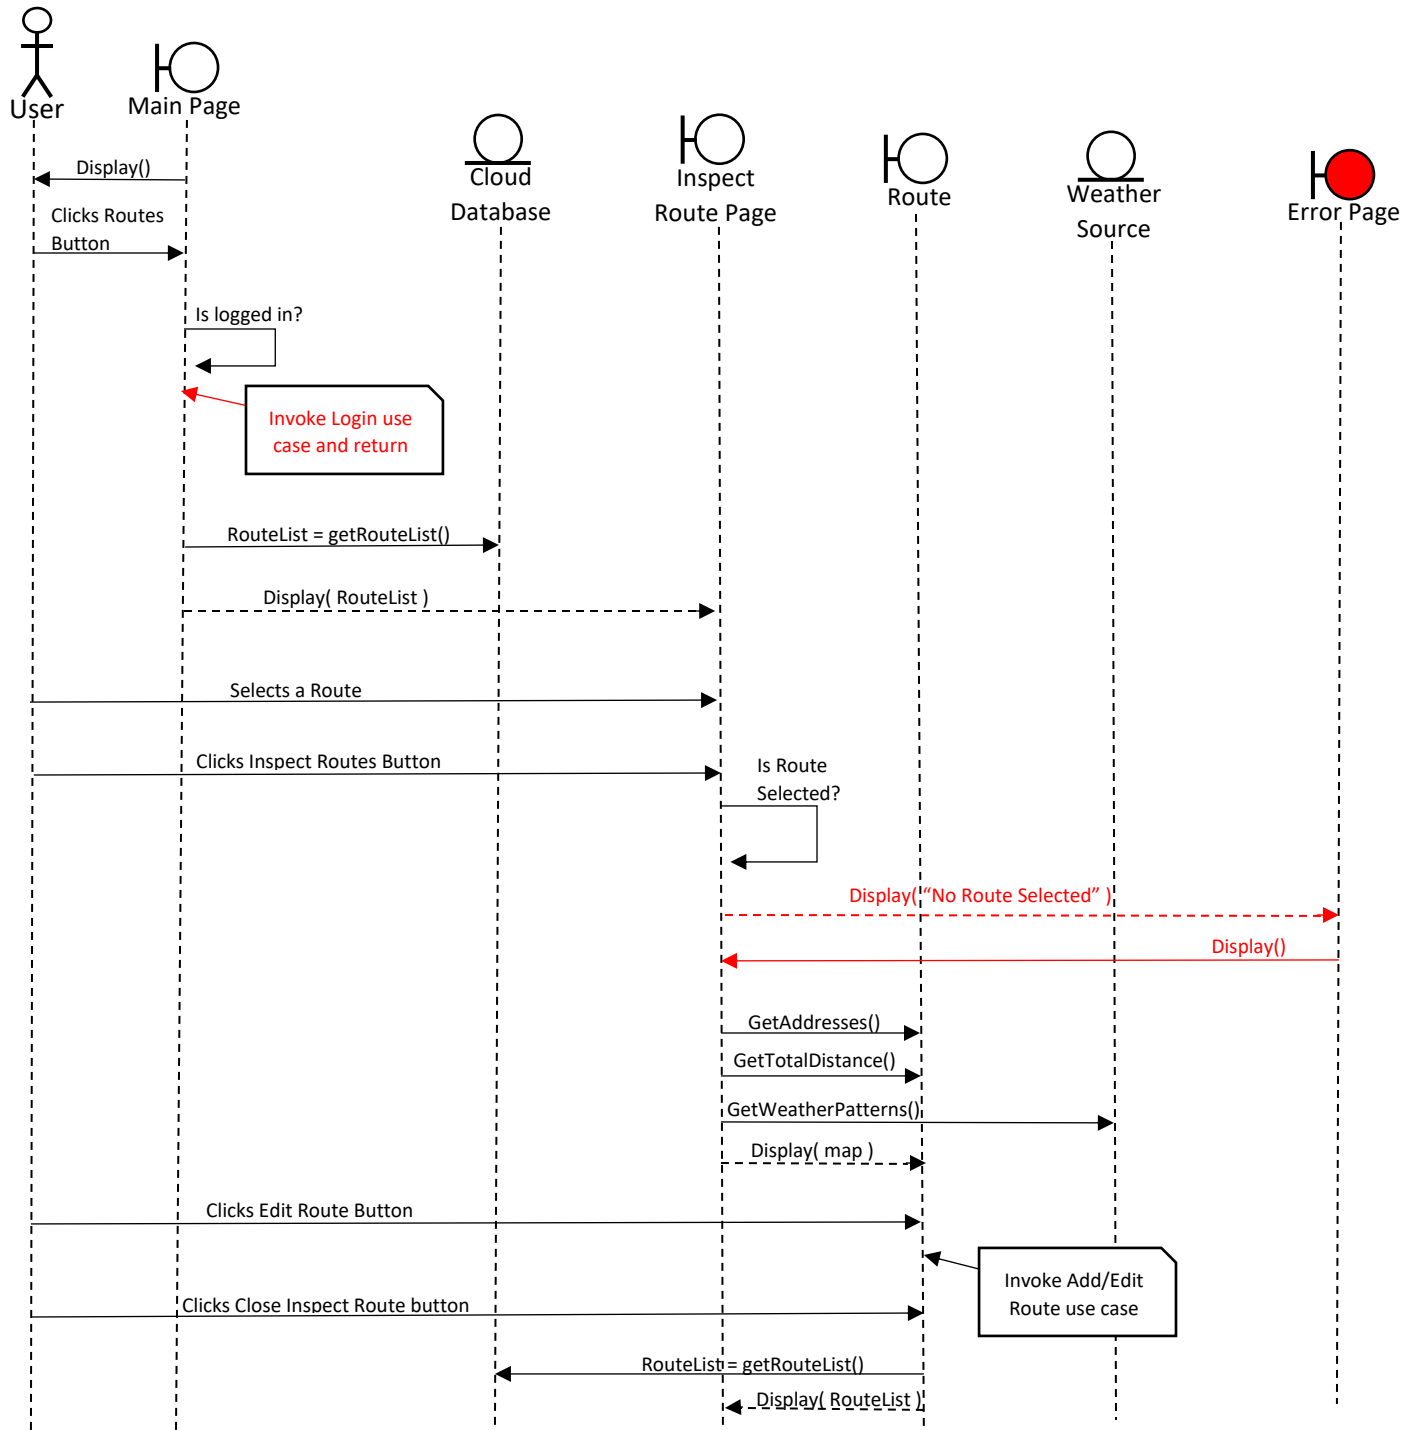 User
Main Page
Cloud
Database
Inspect
Route Page
Route
Weather
Source
Error Page
Display()
Clicks Routes
Button
Is logged in?
Invoke Login use
case and return
RouteList = getRouteList()
Display( RouteList )
Selects a Route
Clicks Inspect Routes Button
Is Route
Selected?
Display( “No Route Selected” )
Display()
GetAddresses()
GetTotalDistance()
GetWeatherPatterns()
Display( map )
Clicks Edit Route Button
Invoke Add/Edit
Route use case
Clicks Close Inspect Route button
RouteList = getRouteList()
Display( RouteList )